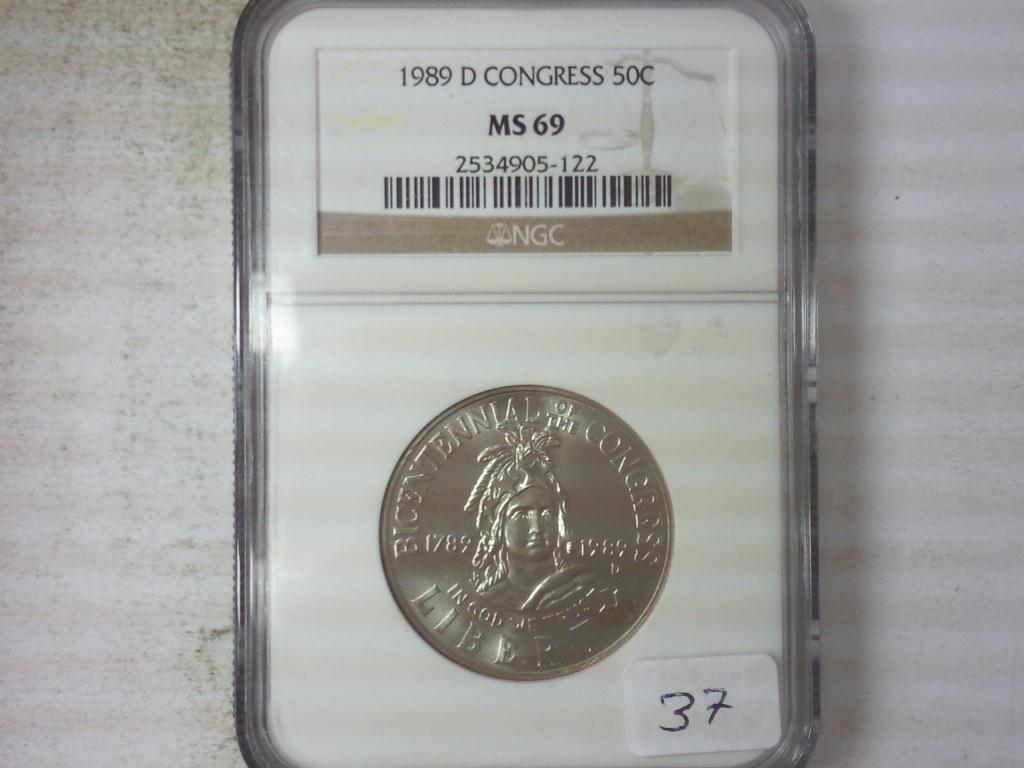 1989 D CONGRESS 50C
MS 69
2534905-122
NGC
BICENTENNIAL OF THE CONGRESS
1789 1989
D
IN GOD WE TRUST
LIBERTY
37